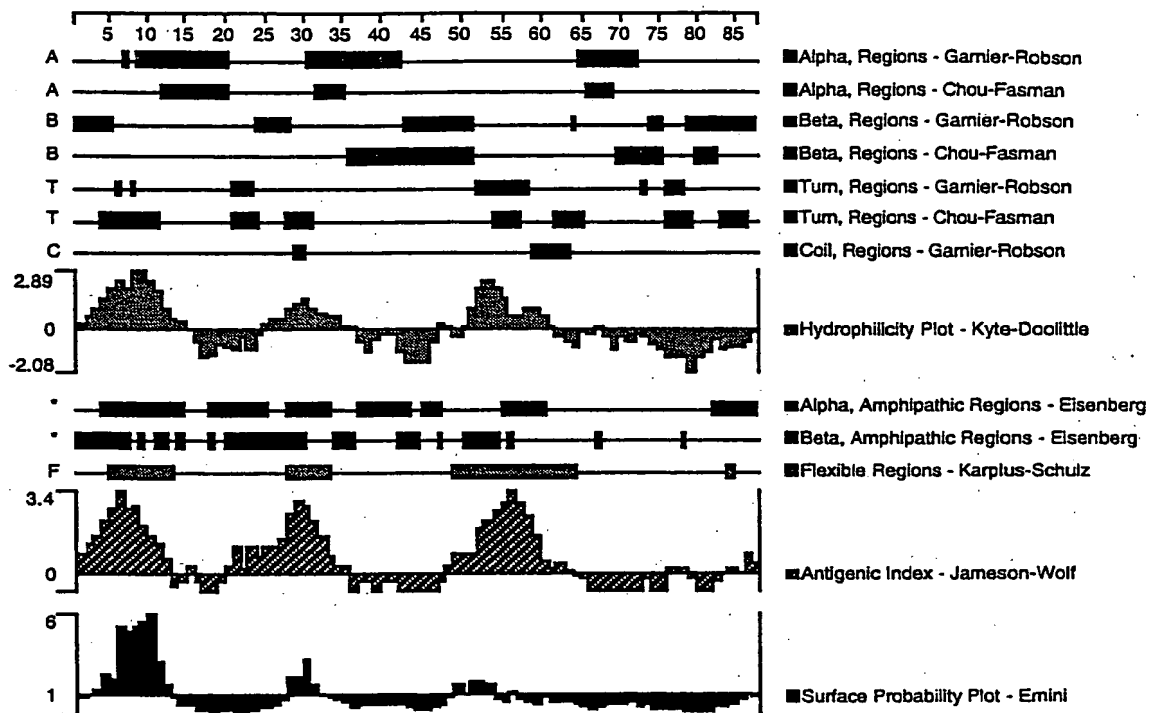 5 10 15 20 25 30 35 40 45 50 55 60 65 70 75 80 85
A Alpha, Regions - Garnier-Robson
A Alpha, Regions - Chou-Fasman
B Beta, Regions - Garnier-Robson
B Beta, Regions - Chou-Fasman
T Turn, Regions - Garnier-Robson
T Turn, Regions - Chou-Fasman
C Coil, Regions - Garnier-Robson
2.89
0 Hydrophilicity Plot - Kyte-Doolittle
-2.08
* Alpha, Amphipathic Regions - Eisenberg
* Beta, Amphipathic Regions - Eisenberg
F Flexible Regions - Karplus-Schulz
3.4
0 Antigenic Index - Jameson-Wolf
6
1 Surface Probability Plot - Emini